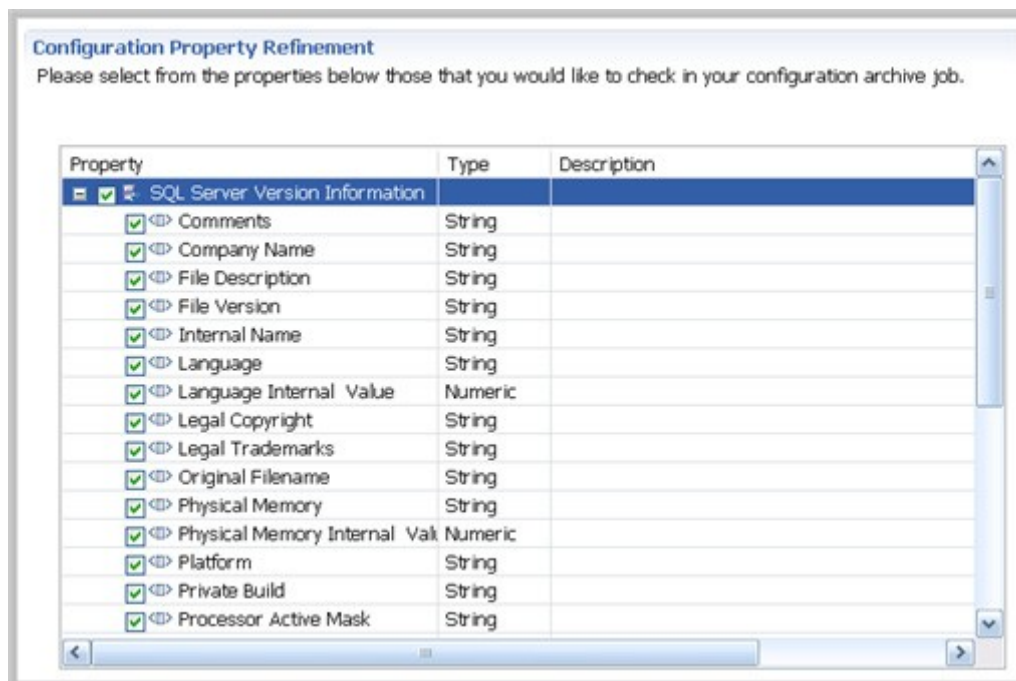 Configuration Property Refinement
Please select from the properties below those that you would like to check in your configuration archive job.
Property Type Description
SQL Server Version Information
Comments String
Company Name String
File Description String
File Version String
Internal Name String
Language String
Language Internal Value Numeric
Legal Copyright String
Legal Trademarks String
Original Filename String
Physical Memory String
Physical Memory Internal Valu Numeric
Platform String
Private Build String
Processor Active Mask String